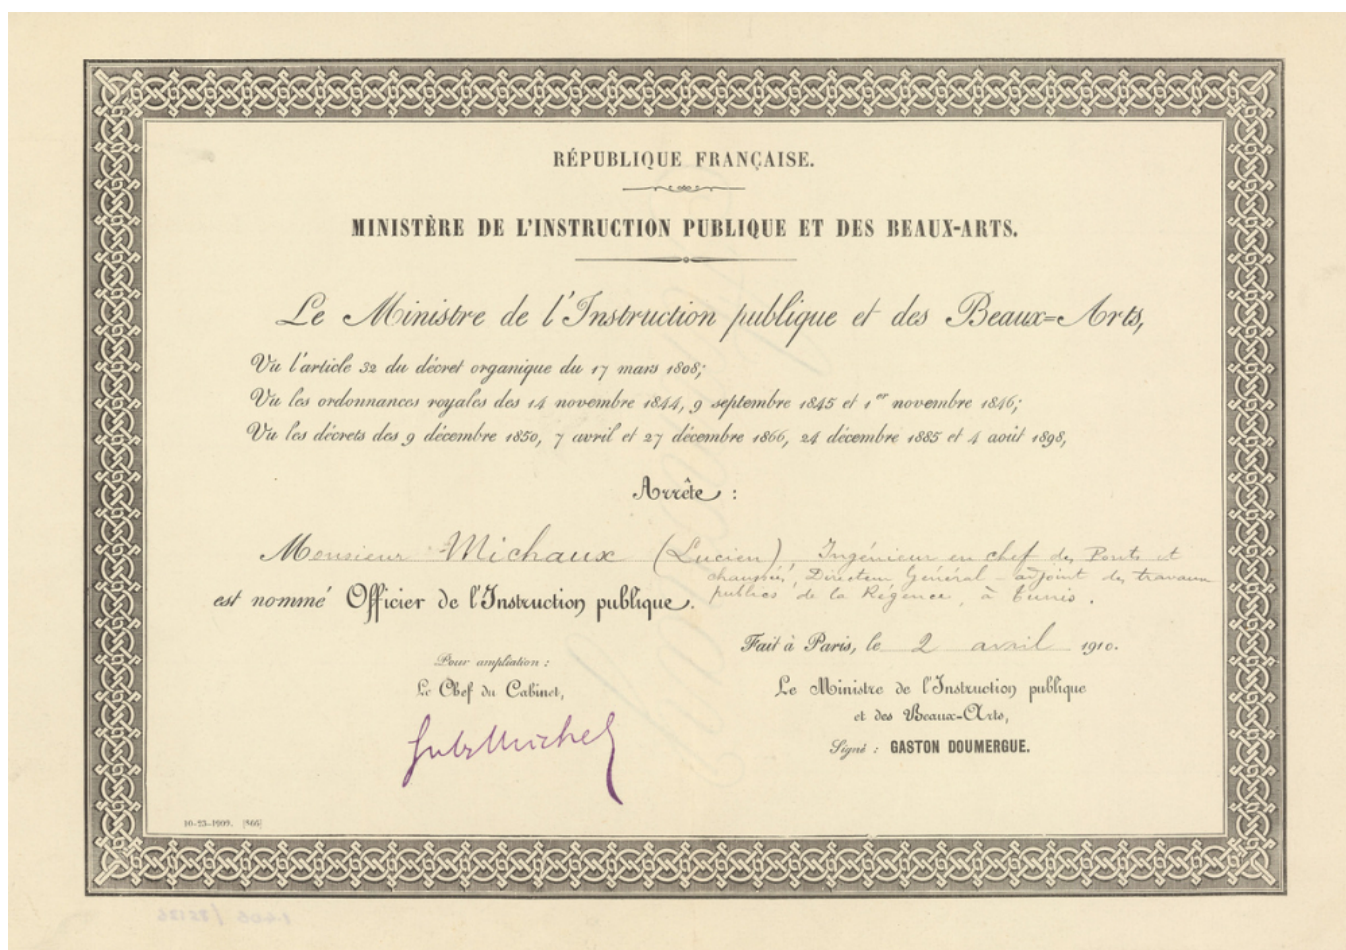 RÉPUBLIQUE FRANÇAISE.
MINISTÈRE DE L'INSTRUCTION PUBLIQUE ET DES BEAUX-ARTS.
Le Ministre de l'Instruction publique et des Beaux-Arts,
Vu l'article 32 du décret organique du 17 mars 1808;
Vu les ordonnances royales des 14 novembre 1844, 9 septembre 1845 et 1er novembre 1846;
Vu les décrets des 9 décembre 1850, 7 avril et 27 décembre 1866, 24 décembre 1885 et 4 août 1898,
Arrête :
Monsieur Michaux (Lucien), Ingénieur en chef des Ponts et
chaussées, Directeur Général-adjoint des travaux
publics de la Régence, à Tunis.
est nommé Officier de l'Instruction publique.
Fait à Paris, le 2 avril 1910.
Pour ampliation :
Le Chef du Cabinet,
Le Ministre de l'Instruction publique
et des Beaux-Arts,
Signé : GASTON DOUMERGUE.
10-23-1909. [566]